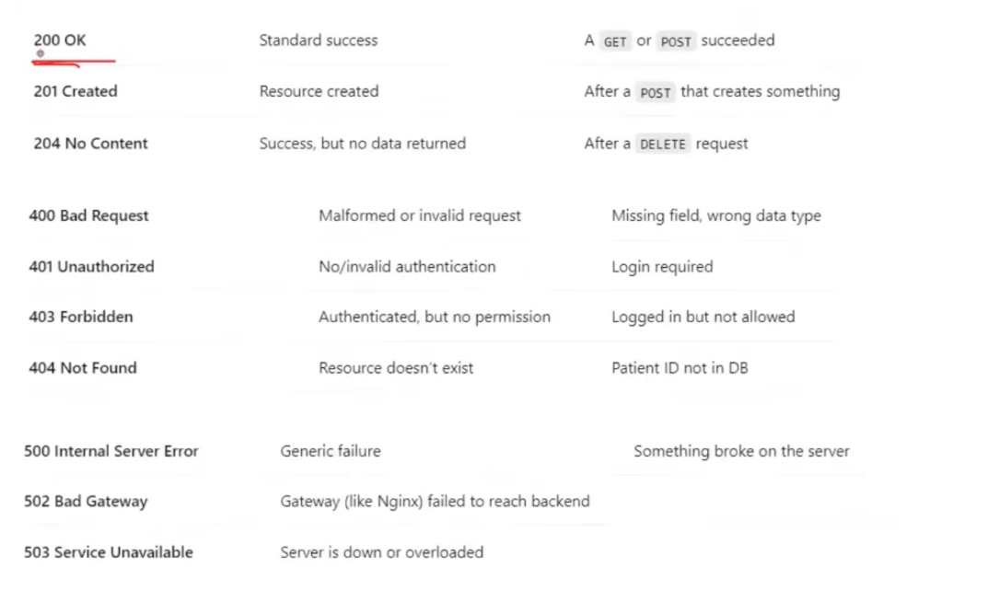 200 OK Standard success A GET or POST succeeded
201 Created Resource created After a POST that creates something
204 No Content Success, but no data returned After a DELETE request
400 Bad Request Malformed or invalid request Missing field, wrong data type
401 Unauthorized No/invalid authentication Login required
403 Forbidden Authenticated, but no permission Logged in but not allowed
404 Not Found Resource doesn't exist Patient ID not in DB
500 Internal Server Error Generic failure Something broke on the server
502 Bad Gateway Gateway (like Nginx) failed to reach backend
503 Service Unavailable Server is down or overloaded